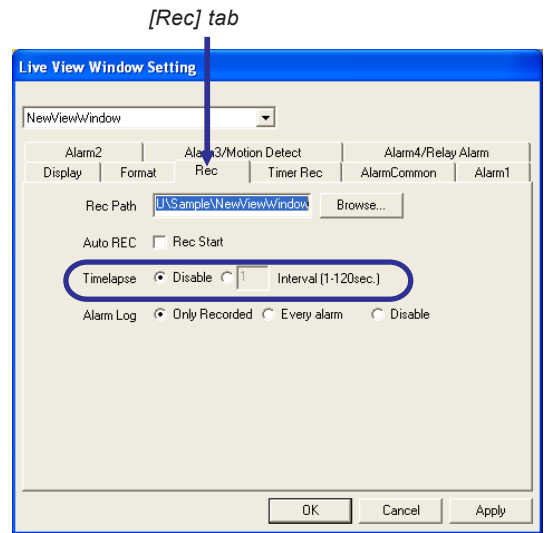 [Rec] tab
Live View Window Setting
NewViewWindow
Alarm2 Alarm3/Motion Detect Alarm4/Relay Alarm
Display Format Rec Timer Rec AlarmCommon Alarm1
Rec Path U\Sample\NewViewWindow Browse...
Auto REC Rec Start
Timelapse Disable 1 Interval (1-120sec.)
Alarm Log Only Recorded Every alarm Disable
OK Cancel Apply